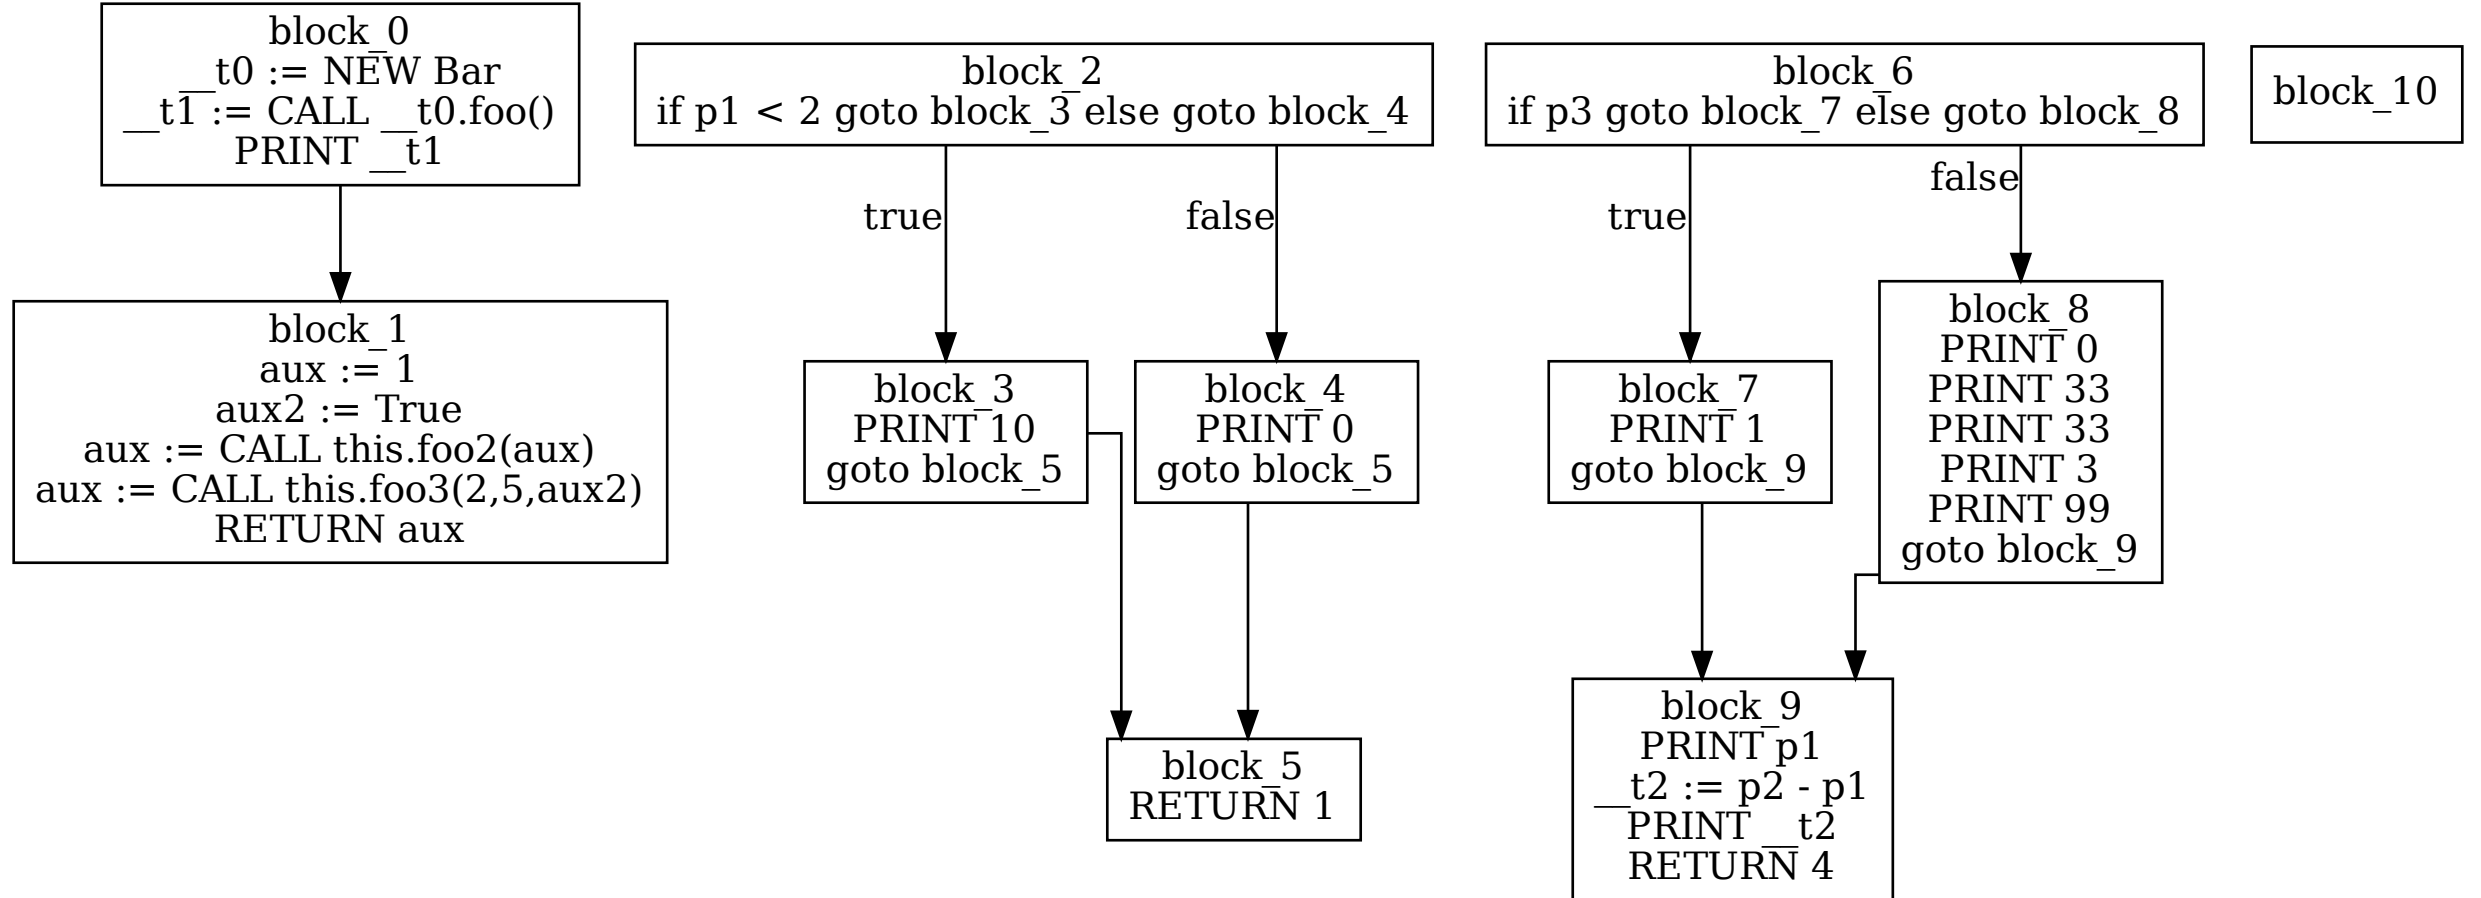 block_0
__t0 := NEW Bar
__t1 := CALL __t0.foo()
PRINT __t1
block_1
aux := 1
aux2 := True
aux := CALL this.foo2(aux)
aux := CALL this.foo3(2,5,aux2)
RETURN aux
block_2
if p1 < 2 goto block_3 else goto block_4
true
false
block_3
PRINT 10
goto block_5
block_4
PRINT 0
goto block_5
block_5
RETURN 1
block_6
if p3 goto block_7 else goto block_8
true
false
block_7
PRINT 1
goto block_9
block_8
PRINT 0
PRINT 33
PRINT 33
PRINT 3
PRINT 99
goto block_9
block_9
PRINT p1
__t2 := p2 - p1
PRINT __t2
RETURN 4
block_10